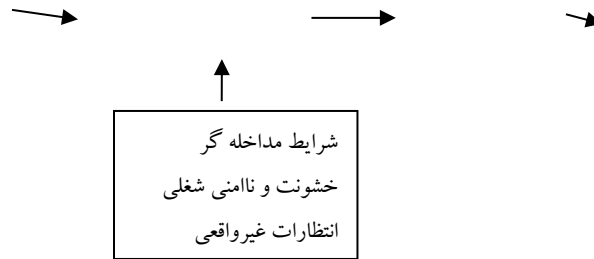 شرایط مداخله گر
خشونت و ناامنی شغلی
انتظارات غیرواقعی